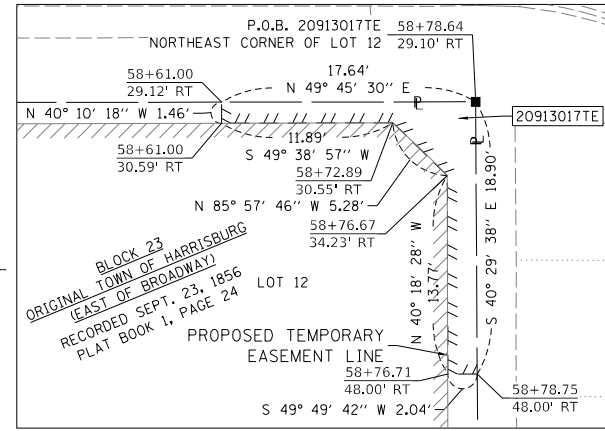 P.O.B. 20913017TE
NORTHEAST CORNER OF LOT 12
58+78.64
29.10' RT
17.64'
N 49° 45' 30'' E
58+61.00
29.12' RT
N 40° 10' 18'' W 1.46'
20913017TE
58+61.00
30.59' RT
11.89'
S 49° 38' 57'' W
58+72.89
30.55' RT
N 85° 57' 46'' W 5.28'
58+76.67
34.23' RT
S 40° 29' 38'' E 18.90'
N 40° 18' 28'' W
13.77'
BLOCK 23
ORIGINAL TOWN OF HARRISBURG
(EAST OF BROADWAY)
RECORDED SEPT. 23, 1856
PLAT BOOK 1, PAGE 24
LOT 12
PROPOSED TEMPORARY
EASEMENT LINE
58+76.71
48.00' RT
58+78.75
48.00' RT
S 49° 49' 42'' W 2.04'